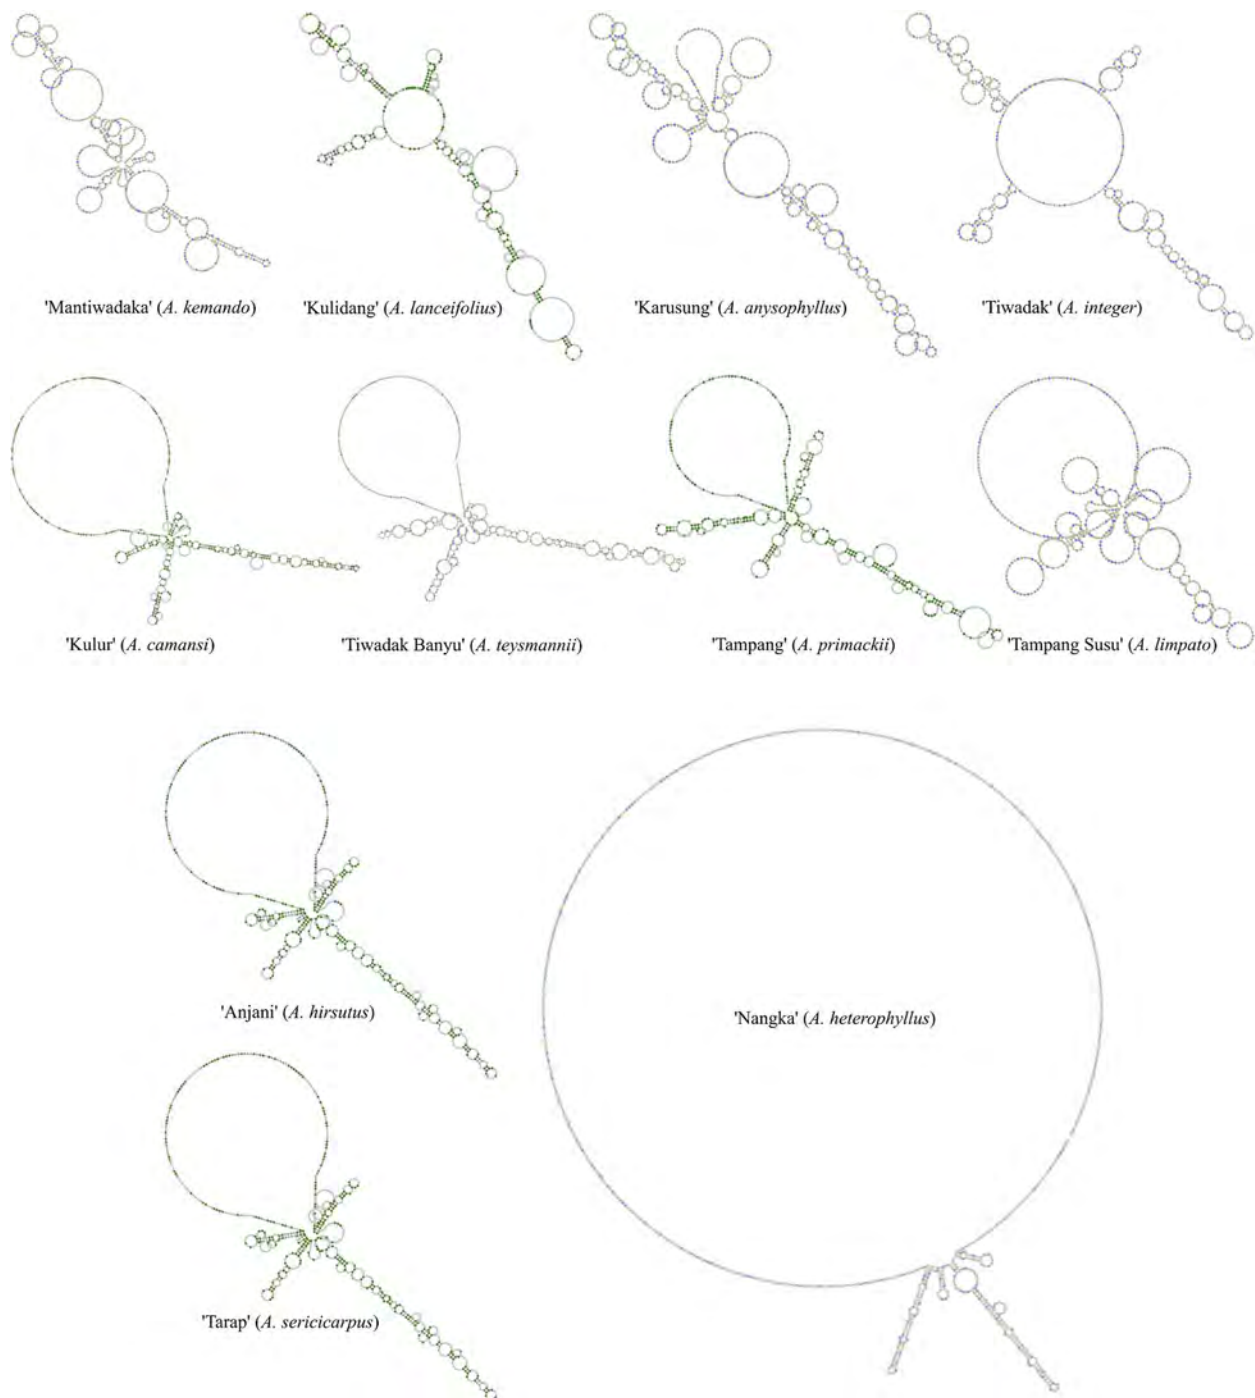 'Mantiwadaka' (A. kemando)
'Kulidang' (A. lanceifolius)
'Karusung' (A. anysophyllus)
'Tiwadak' (A. integer)
'Kulur' (A. camansi)
'Tiwadak Banyu' (A. teysmannii)
'Tampang' (A. primackii)
'Tampang Susu' (A. limpato)
'Anjani' (A. hirsutus)
'Nangka' (A. heterophyllus)
'Tarap' (A. sericicarpus)